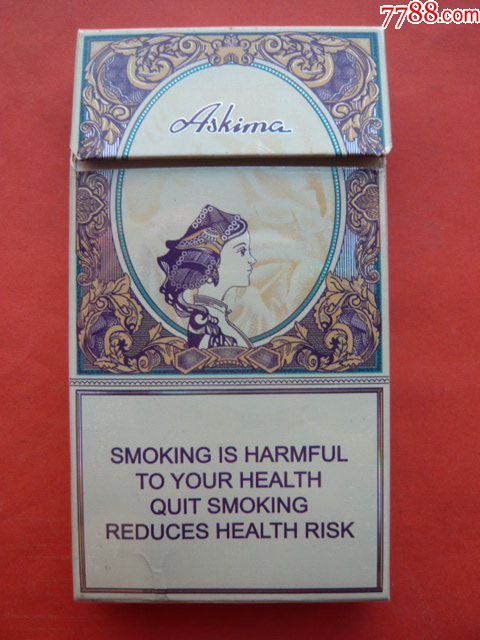 7788.com
Askima
SMOKING IS HARMFUL
TO YOUR HEALTH
QUIT SMOKING
REDUCES HEALTH RISK